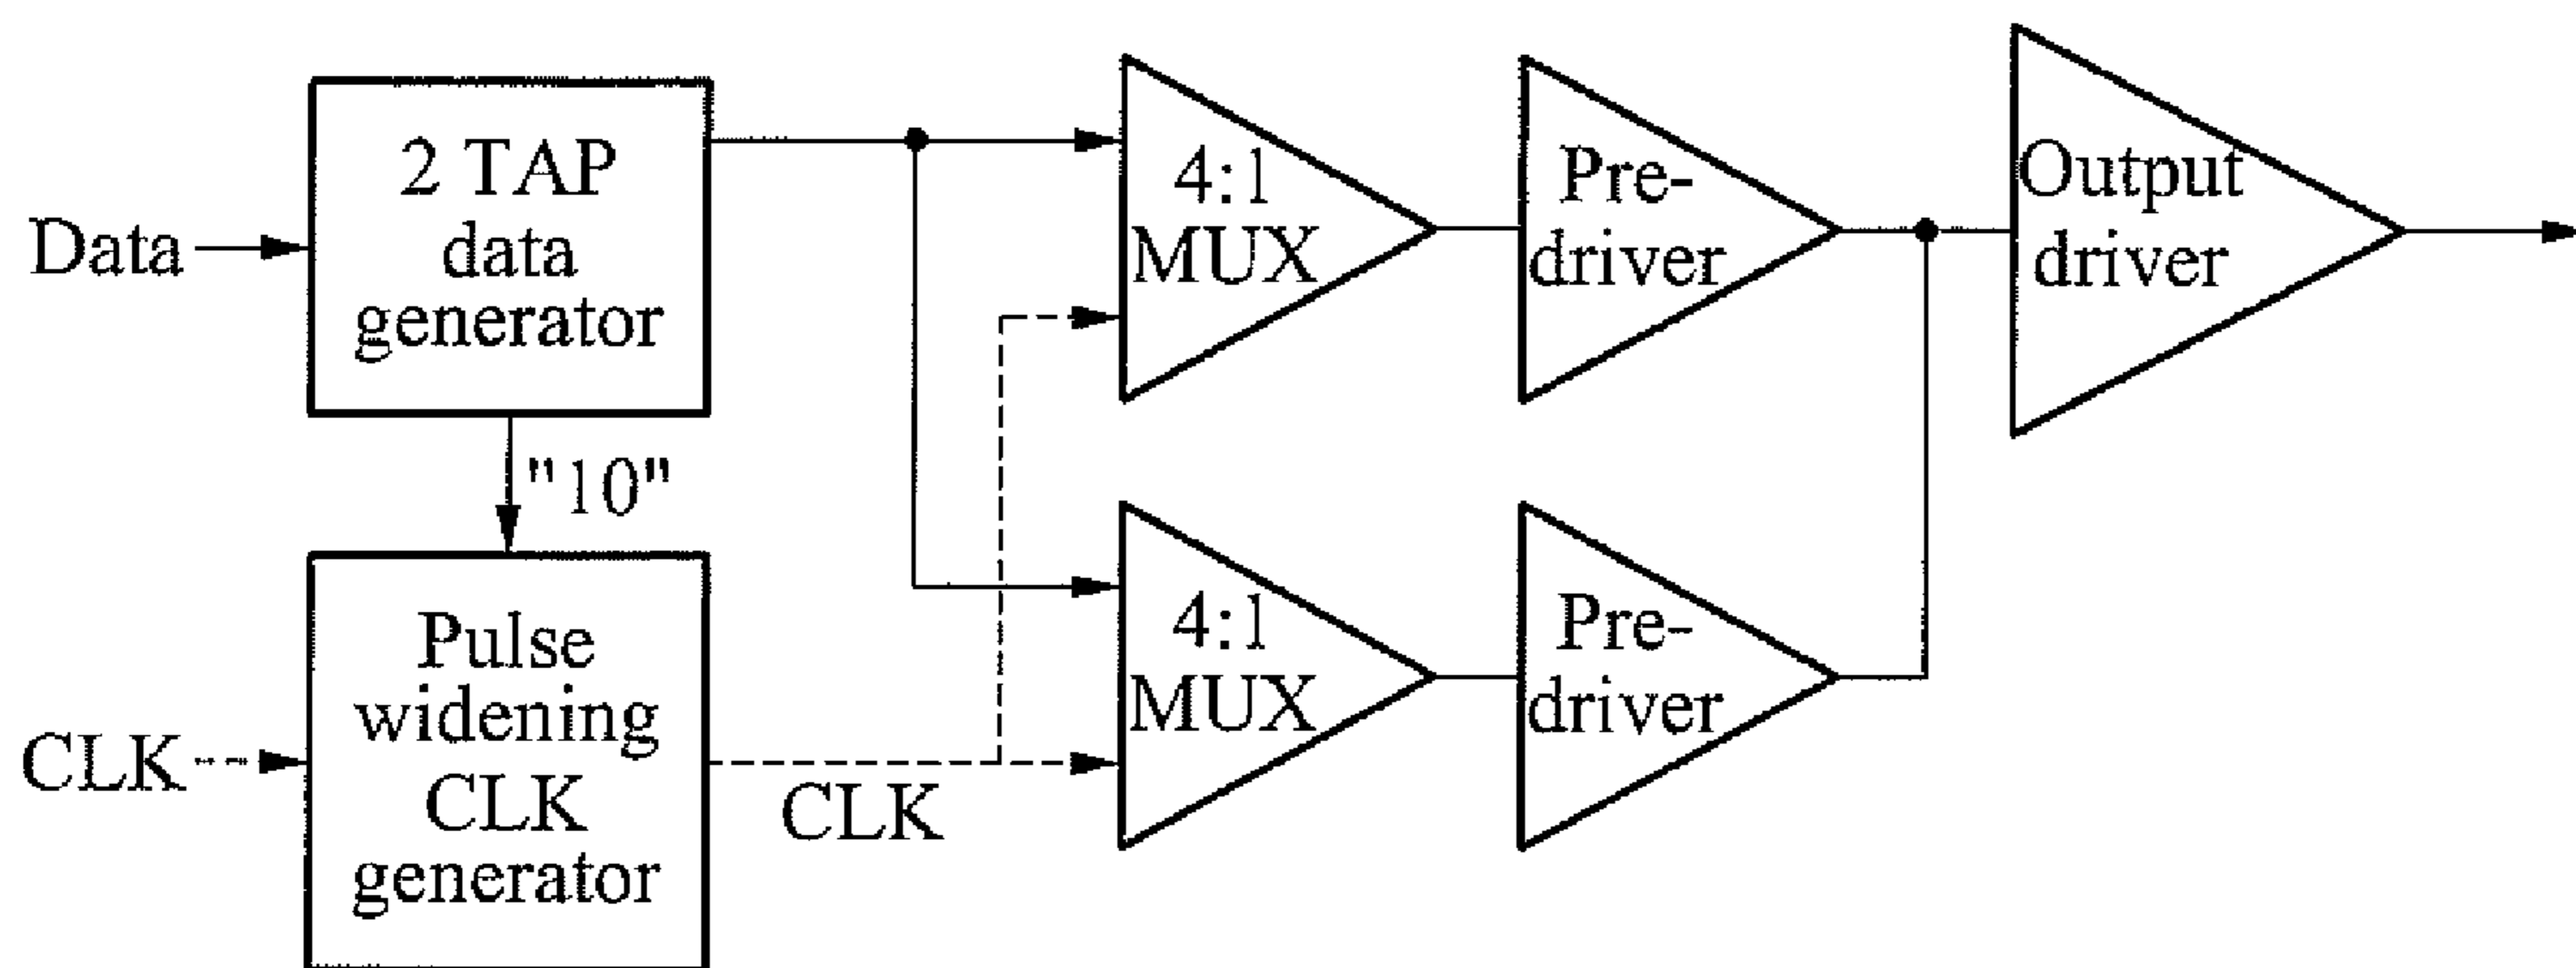 Data
2 TAP
data
generator
"10"
CLK
Pulse
widening
CLK
generator
CLK
4:1
MUX
Pre-
driver
Output
driver
4:1
MUX
Pre-
driver